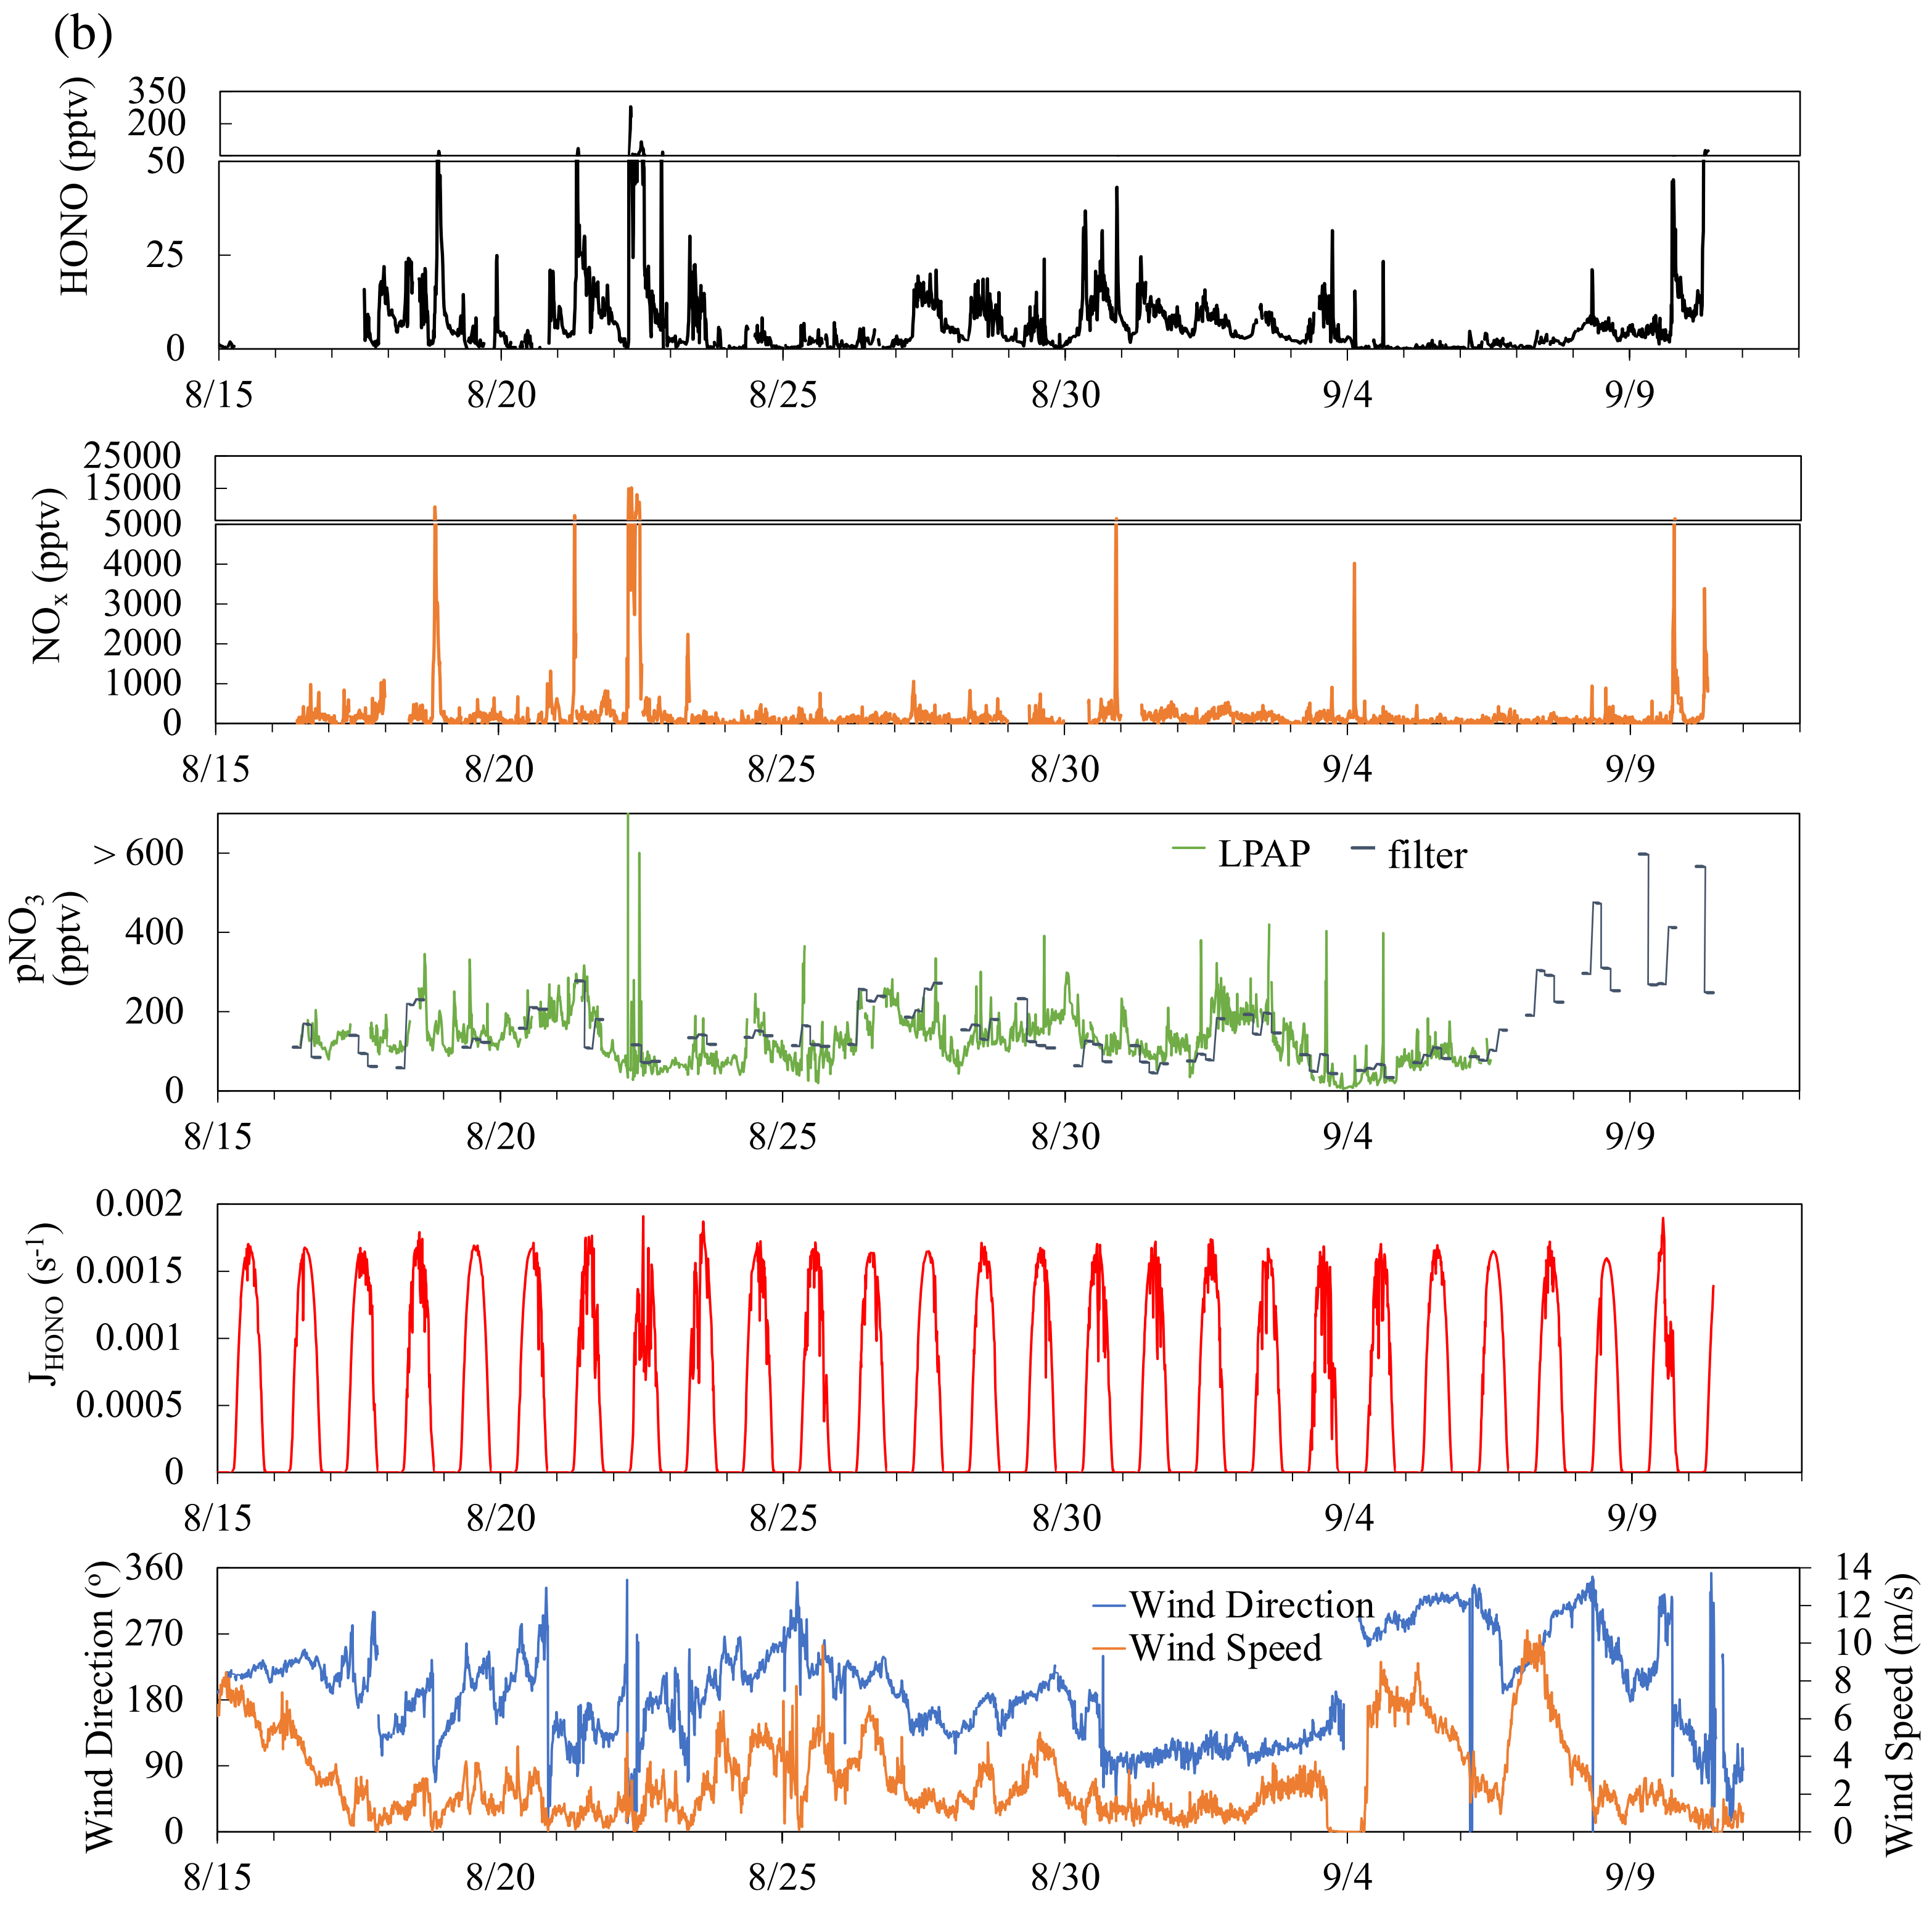 (b)
HONO (pptv)
350
200
50
50
25
0
8/15 8/20 8/25 8/30 9/4 9/9
NOx (pptv)
25000
15000
5000
4000
3000
2000
1000
0
8/15 8/20 8/25 8/30 9/4 9/9
pNO3
(pptv)
> 600
400
200
0
LPAP filter
8/15 8/20 8/25 8/30 9/4 9/9
JHONO (s-1)
0.002
0.0015
0.001
0.0005
0
8/15 8/20 8/25 8/30 9/4 9/9
Wind Direction (o)
360
270
180
90
0
Wind Direction
Wind Speed
14
12
10
8
6
4
2
0
Wind Speed (m/s)
8/15 8/20 8/25 8/30 9/4 9/9